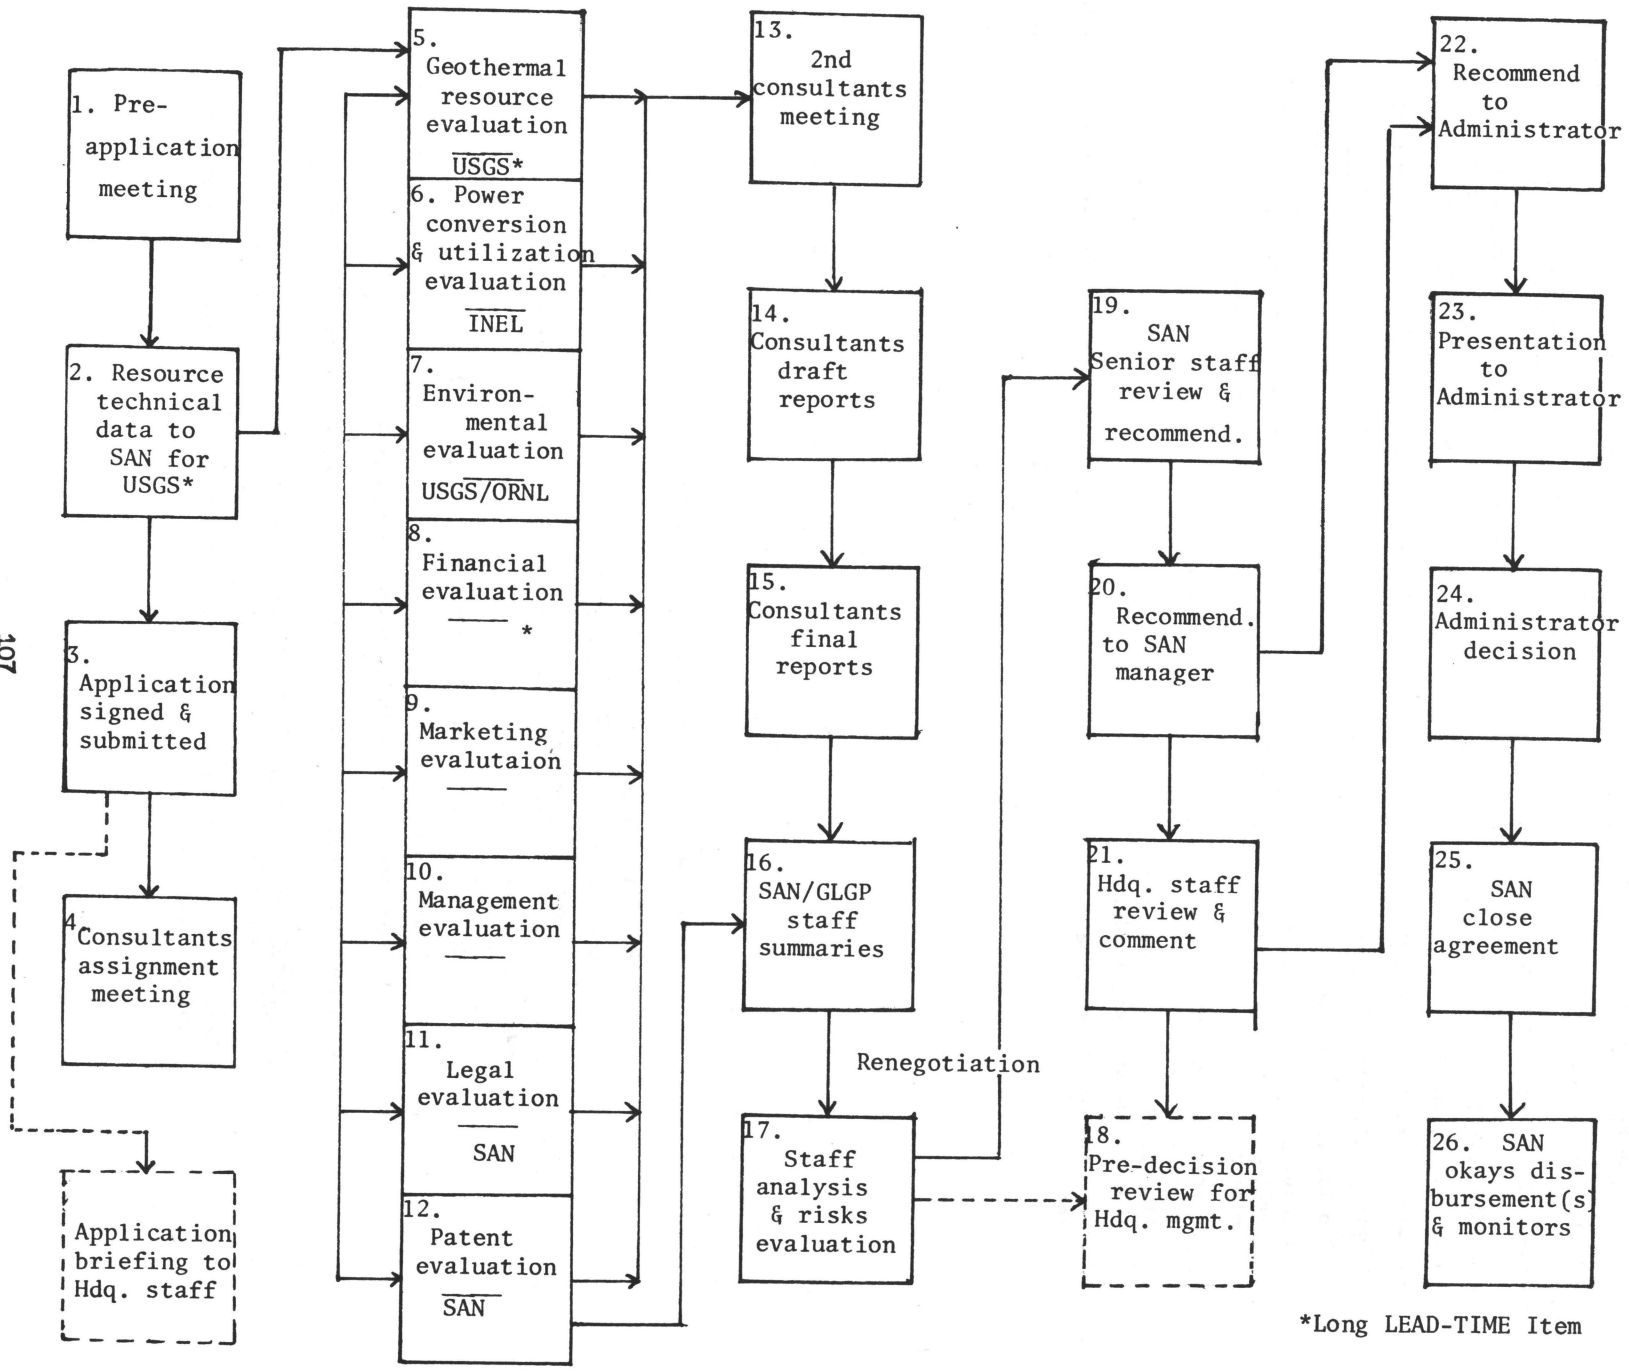 1. Pre-
application
meeting
2. Resource
technical
data to
SAN for
USGS*
3.
Application
signed &
submitted
4.
Consultants
assignment
meeting
Application
briefing to
Hdq. staff
5.
Geothermal
resource
evaluation
USGS*
6. Power
conversion
& utilization
evaluation
INEL
7.
Environ-
mental
evaluation
USGS/ORNL
8.
Financial
evaluation
*
9.
Marketing
evalutaion
10.
Management
evaluation
11.
Legal
evaluation
SAN
12.
Patent
evaluation
SAN
13.
2nd
consultants
meeting
14.
Consultants
draft
reports
15.
Consultants
final
reports
16.
SAN/GLGP
staff
summaries
Renegotiation
17.
Staff
analysis
& risks
evaluation
19.
SAN
Senior staff
review &
recommend.
20.
Recommend.
to SAN
manager
21.
Hdq. staff
review &
comment
18.
Pre-decision
review for
Hdq. mgmt.
22.
Recommend
to
Administrator
23.
Presentation
to
Administrator
24.
Administrator
decision
25.
SAN
close
agreement
26. SAN
okays dis-
bursement(s)
& monitors
*Long LEAD-TIME Item
107